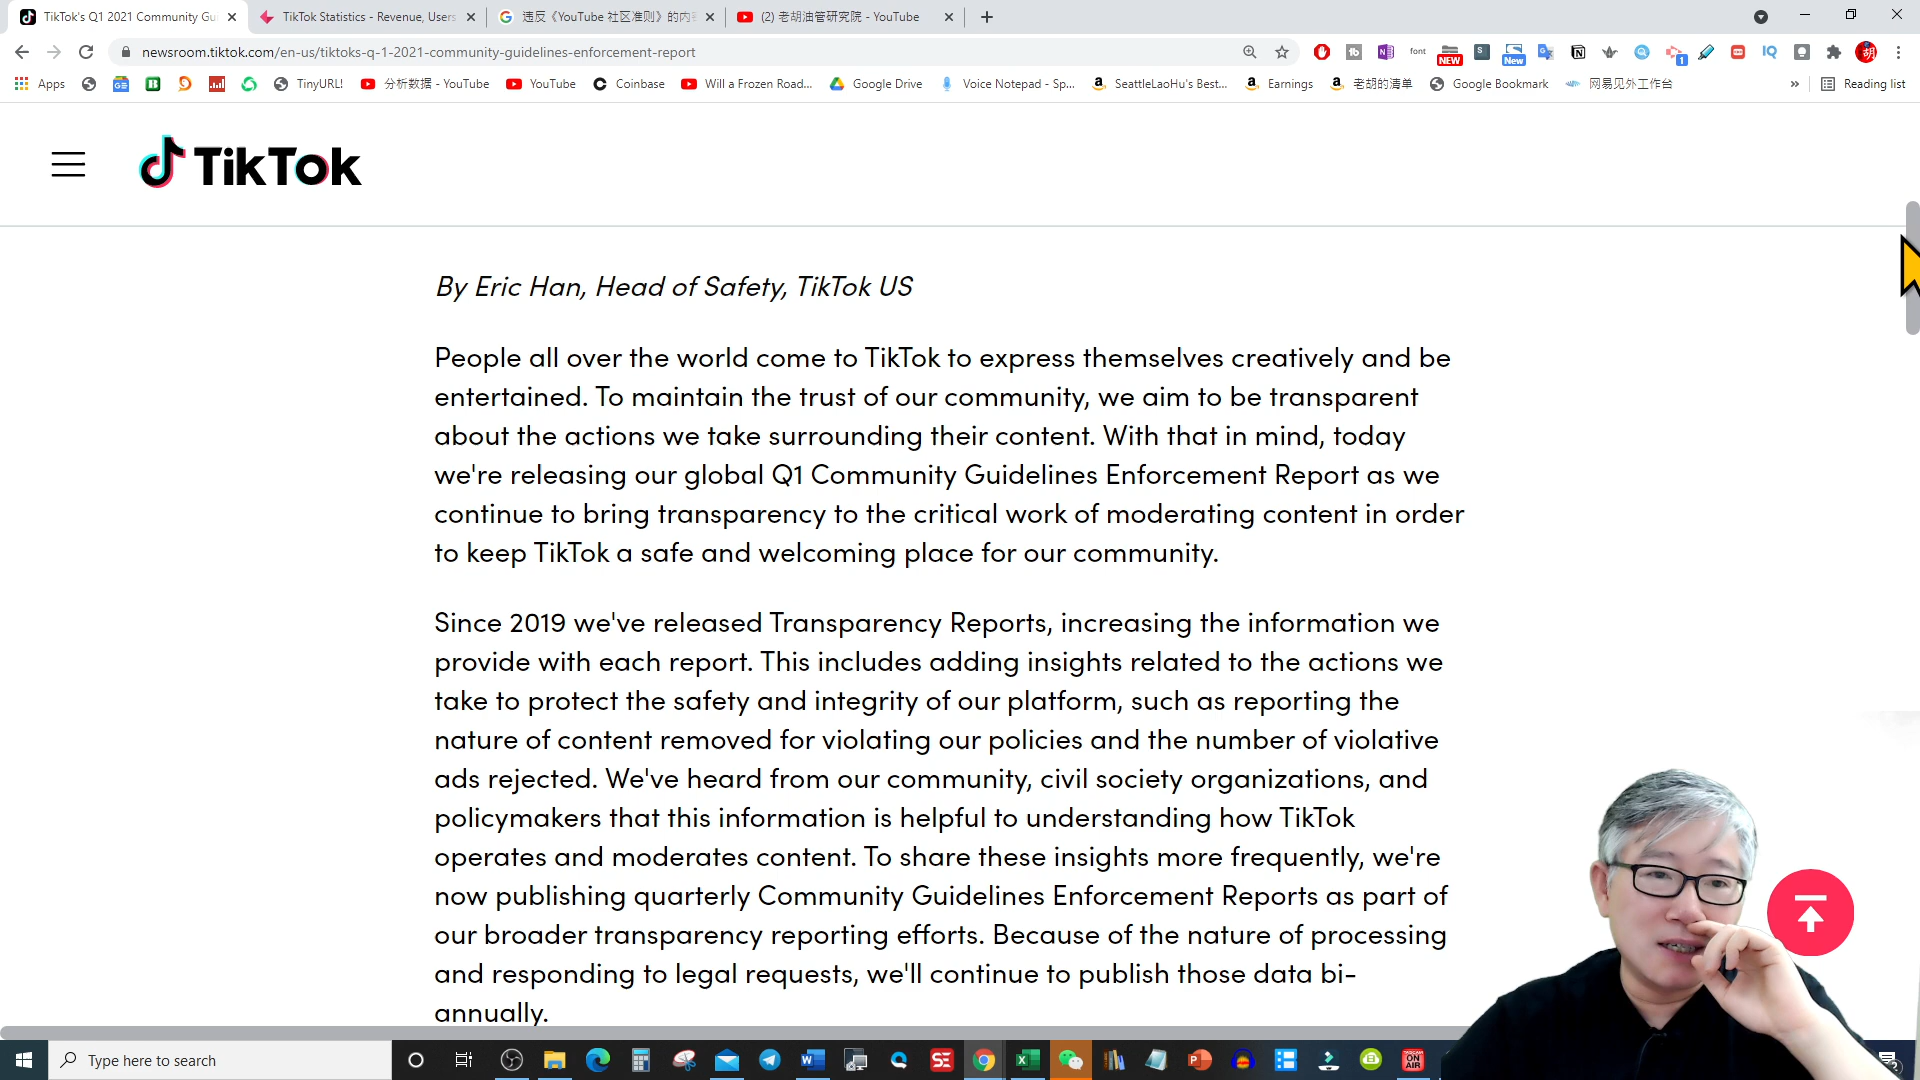 TikTok's Q1 2021 Community Gu
TikTok Statistics - Revenue, Users
违反《YouTube 社区准则》的内容
(2) 老胡油管研究院 - YouTube
newsroom.tiktok.com/en-us/tiktoks-q-1-2021-community-guidelines-enforcement-report
font
NEW
New
1
IQ
胡
Apps
TinyURL!
分析数据 - YouTube
YouTube
Coinbase
Will a Frozen Road...
Google Drive
Voice Notepad - Sp...
SeattleLaoHu's Best...
Earnings
老胡的清单
Google Bookmark
网易见外工作台
»
Reading list
TikTok
By Eric Han, Head of Safety, TikTok US
People all over the world come to TikTok to express themselves creatively and be
entertained. To maintain the trust of our community, we aim to be transparent
about the actions we take surrounding their content. With that in mind, today
we're releasing our global Q1 Community Guidelines Enforcement Report as we
continue to bring transparency to the critical work of moderating content in order
to keep TikTok a safe and welcoming place for our community.
Since 2019 we've released Transparency Reports, increasing the information we
provide with each report. This includes adding insights related to the actions we
take to protect the safety and integrity of our platform, such as reporting the
nature of content removed for violating our policies and the number of violative
ads rejected. We've heard from our community, civil society organizations, and
policymakers that this information is helpful to understanding how TikTok
operates and moderates content. To share these insights more frequently, we're
now publishing quarterly Community Guidelines Enforcement Reports as part of
our broader transparency reporting efforts. Because of the nature of processing
and responding to legal requests, we'll continue to publish those data bi-
annually.
Type here to search
SE
ON
AIR